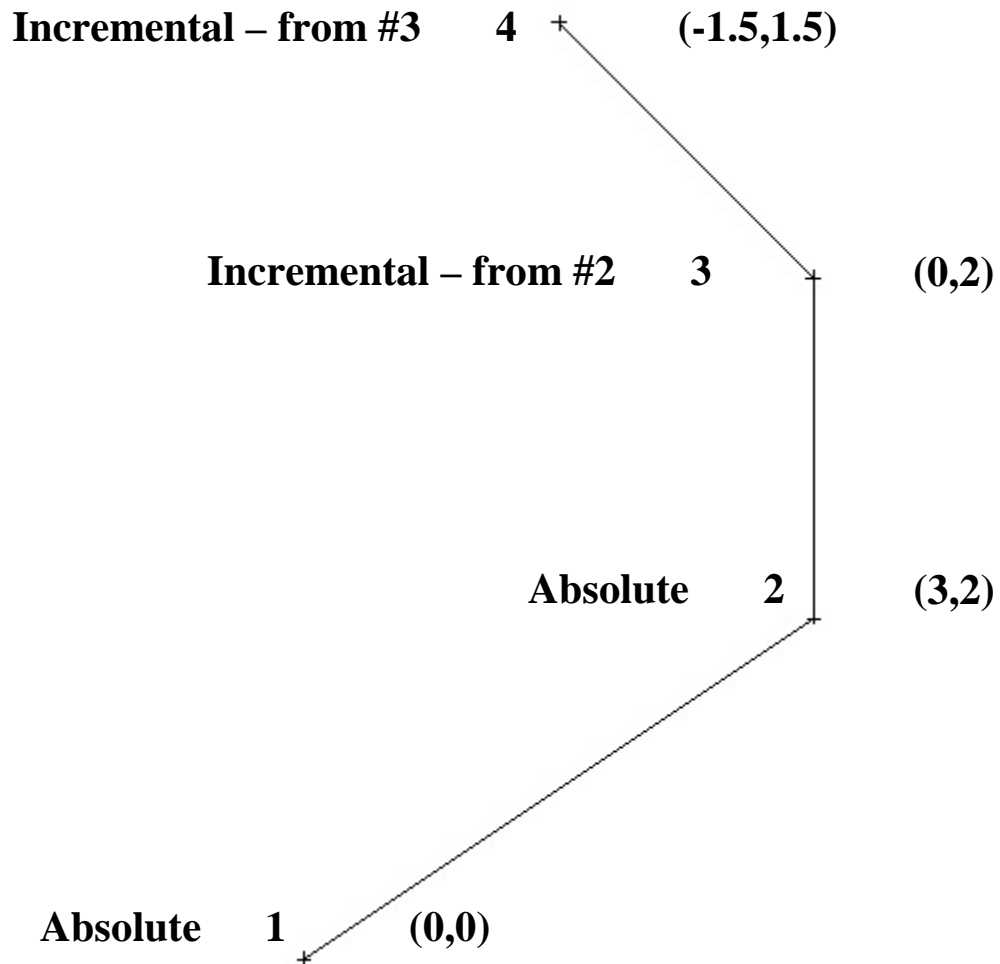 Incremental – from #3 4 (-1.5,1.5)
Incremental – from #2 3 (0,2)
Absolute 2 (3,2)
Absolute 1 (0,0)